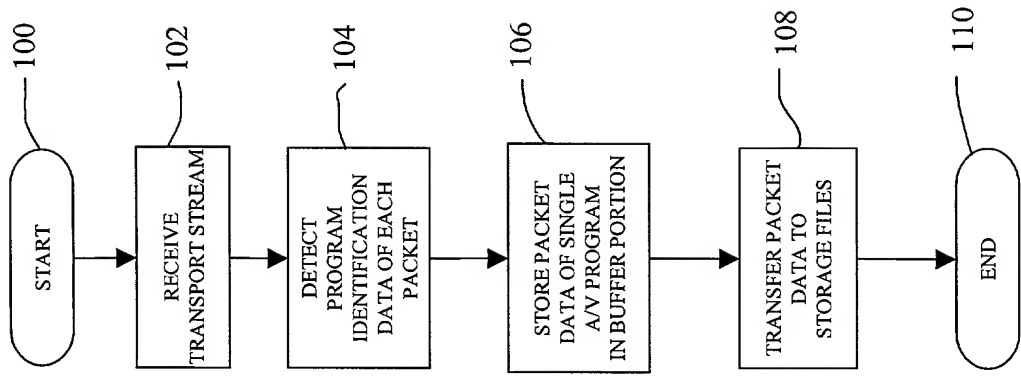 START
100
RECEIVE
TRANSPORT STREAM
102
DETECT
PROGRAM
IDENTIFICATION
DATA OF EACH
PACKET
104
STORE PACKET
DATA OF SINGLE
A/V PROGRAM
IN BUFFER PORTION
106
TRANSFER PACKET
DATA TO
STORAGE FILES
108
END
110